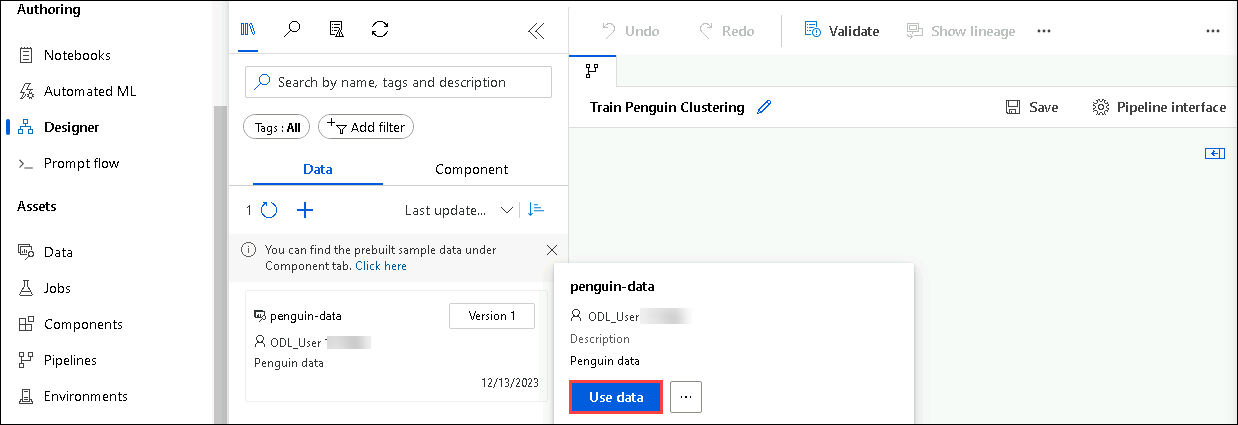 Authoring
Notebooks
Automated ML
Designer
Prompt flow
Assets
Data
Jobs
Components
Pipelines
Environments
Search by name, tags and description
Tags : All
Add filter
Data
Component
1
Last update...
You can find the prebuilt sample data under
Component tab. Click here
penguin-data
Version 1
ODL_User
Penguin data
12/13/2023
Undo
Redo
Validate
Show lineage
Train Penguin Clustering
Save
Pipeline interface
penguin-data
ODL_User
Description
Penguin data
Use data